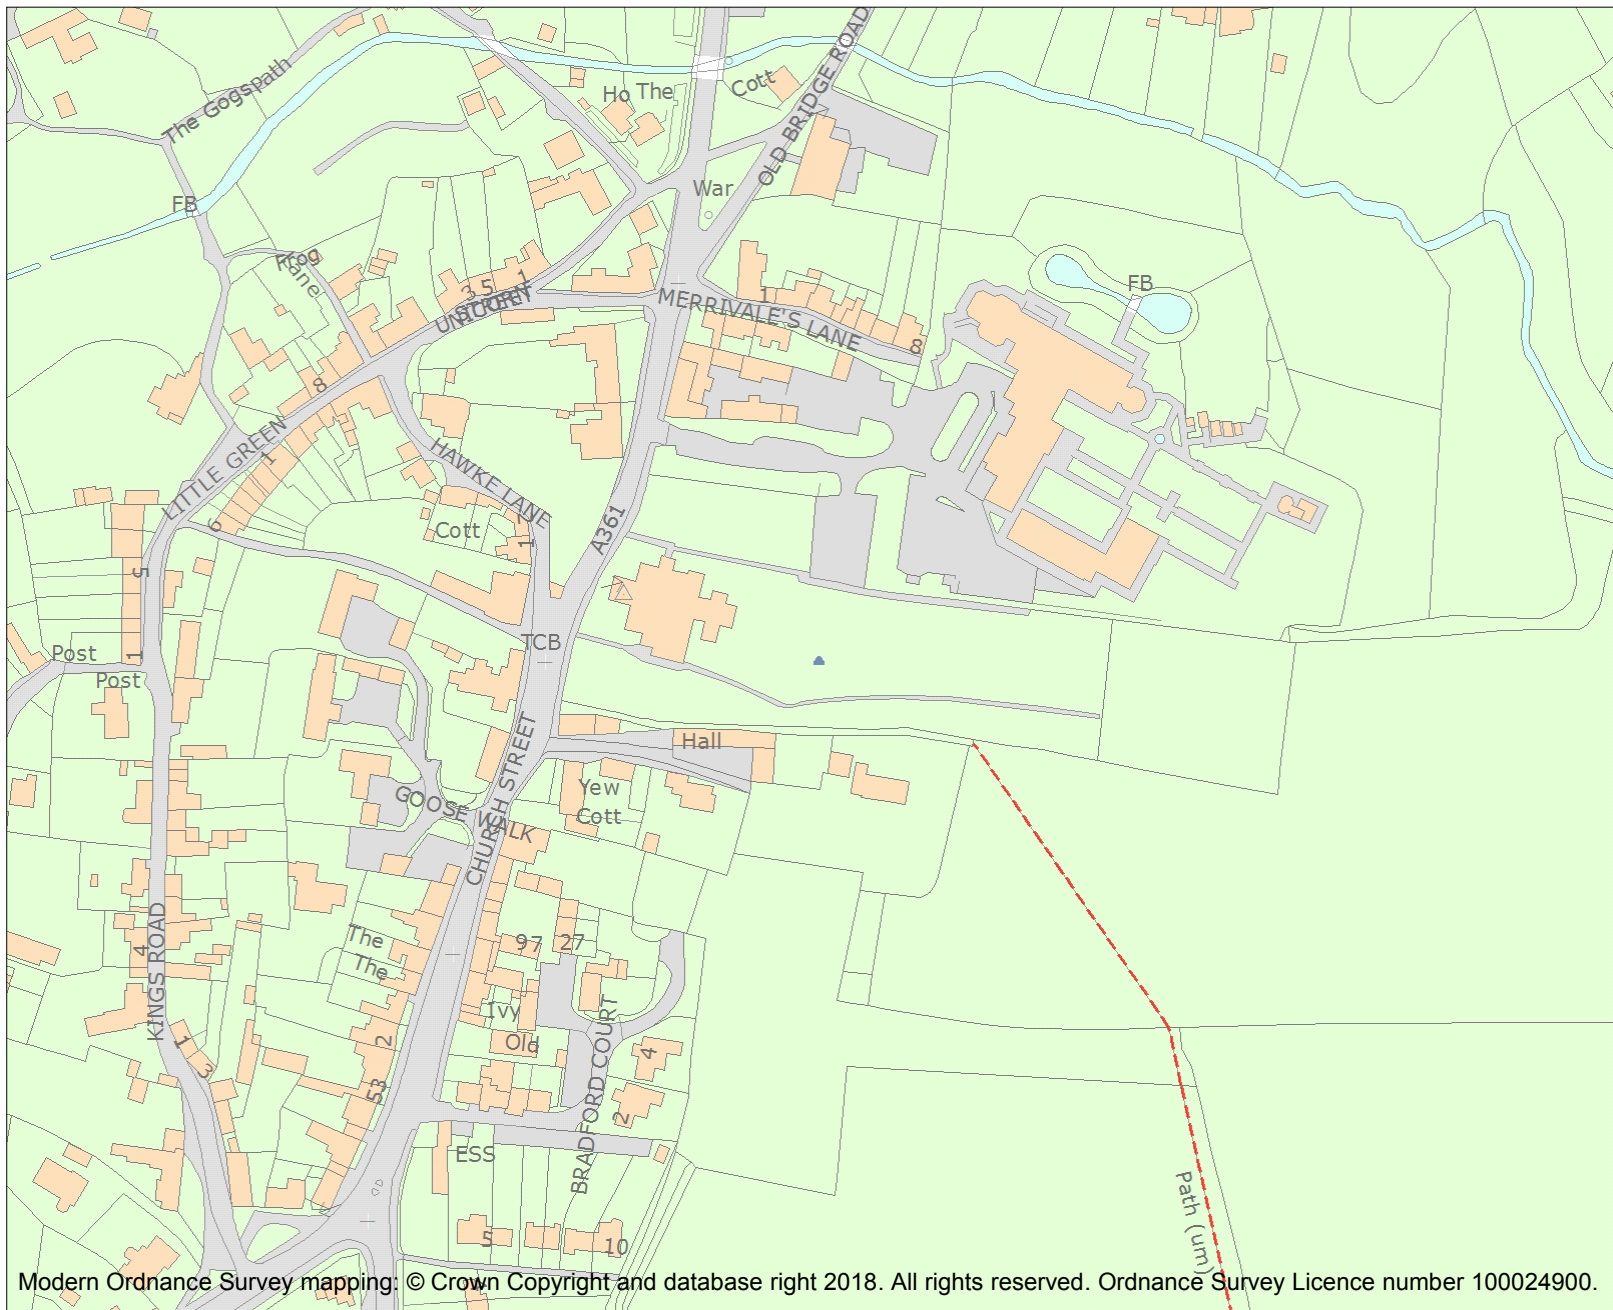 The Gogs
Path
Ho
The
Cott
OLD BRIDGE ROAD
FB
War
Frog
Lane
3
5
1
UNICORN
STREET
MERRIVALE'S LANE
1
8
FB
8
LITTLE GREEN
1
6
HAWKE LANE
Cott
1
A361
5
1
Post
Post
TCB
CHURCH STREET
Hall
Yew
Cott
GOOSE WALK
KINGS ROAD
4
The
The
97
27
Ivy
Old
2
53
1
3
BRADFORD COURT
4
2
ESS
5
10
Path (um)
Modern Ordnance Survey mapping: © Crown Copyright and database right 2018. All rights reserved. Ordnance Survey Licence number 100024900.